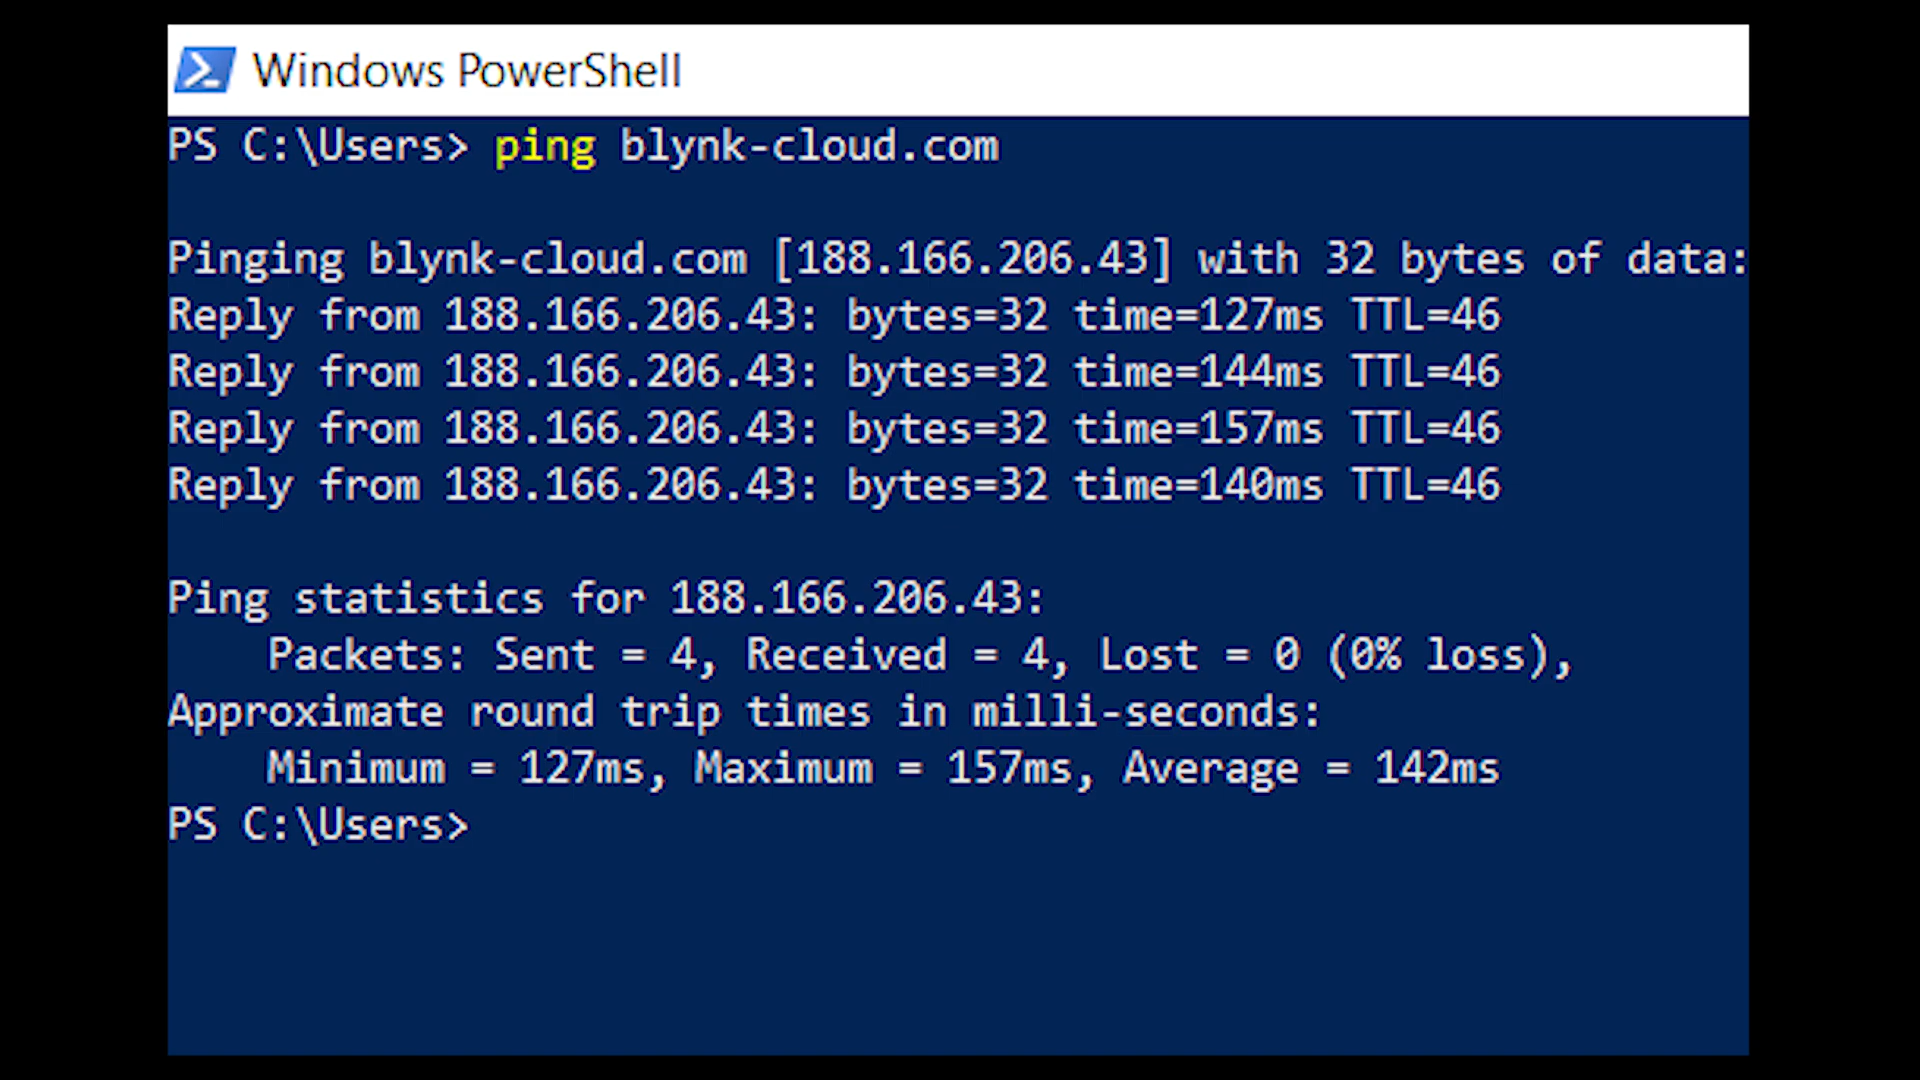 Windows PowerShell
PS C:\Users> ping blynk-cloud.com
Pinging blynk-cloud.com [188.166.206.43] with 32 bytes of data:
Reply from 188.166.206.43: bytes=32 time=127ms TTL=46
Reply from 188.166.206.43: bytes=32 time=144ms TTL=46
Reply from 188.166.206.43: bytes=32 time=157ms TTL=46
Reply from 188.166.206.43: bytes=32 time=140ms TTL=46
Ping statistics for 188.166.206.43:
    Packets: Sent = 4, Received = 4, Lost = 0 (0% loss),
Approximate round trip times in milli-seconds:
    Minimum = 127ms, Maximum = 157ms, Average = 142ms
PS C:\Users>